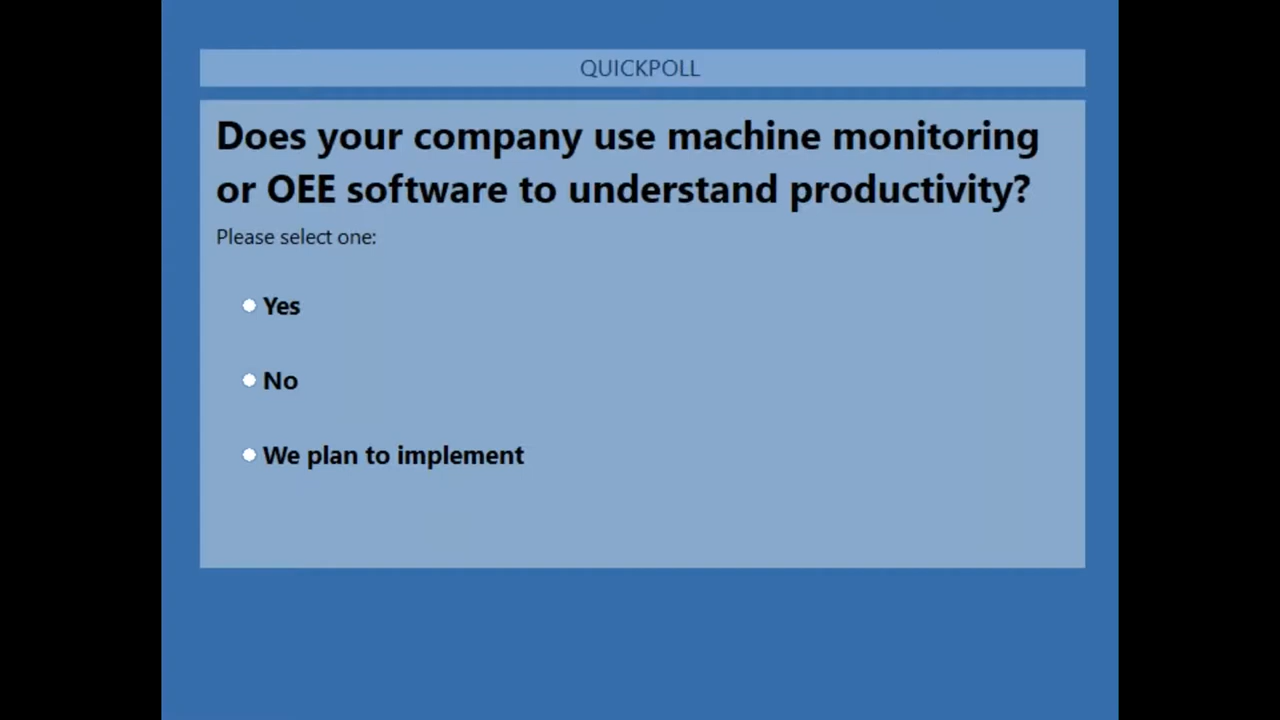 QUICKPOLL
Does your company use machine monitoring
or OEE software to understand productivity?
Please select one:
Yes
No
We plan to implement